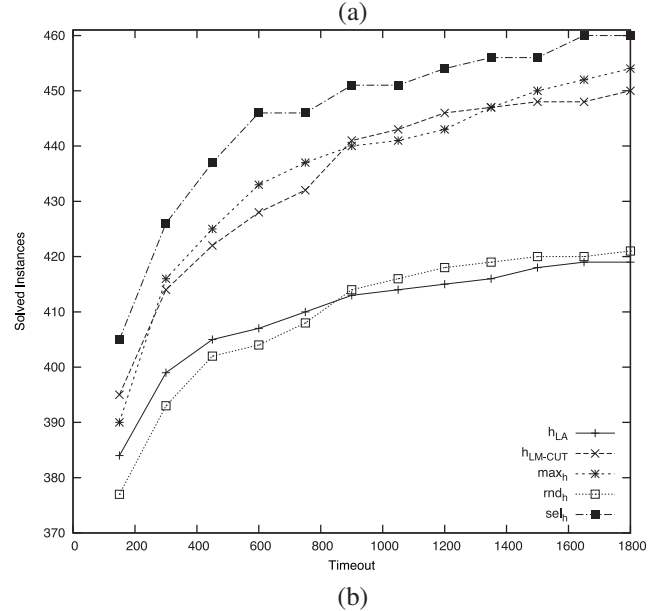 (a)
460
450
440
430
420
410
400
390
380
370
Solved Instances
h_LA
h_LM-CUT
max_h
rnd_h
sel_h
0 200 400 600 800 1000 1200 1400 1600 1800
Timeout
(b)